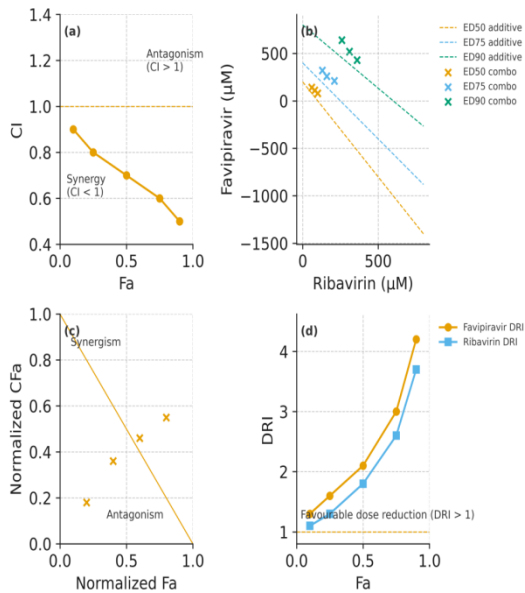 (a)
Antagonism
(CI > 1)
Synergy
(CI < 1)
1.4
1.2
1.0
0.8
0.6
0.4
CI
0.0
0.5
1.0
Fa
(b)
500
0
−500
−1000
−1500
Favipiravir (μM)
0
500
Ribavirin (μM)
ED50 additive
ED75 additive
ED90 additive
ED50 combo
ED75 combo
ED90 combo
(c)
Synergism
Antagonism
1.0
0.8
0.6
0.4
0.2
0.0
Normalized CFa
0.0
0.5
1.0
Normalized Fa
(d)
4
3
2
1
DRI
Favourable dose reduction (DRI > 1)
0.0
0.5
1.0
Fa
Favipiravir DRI
Ribavirin DRI